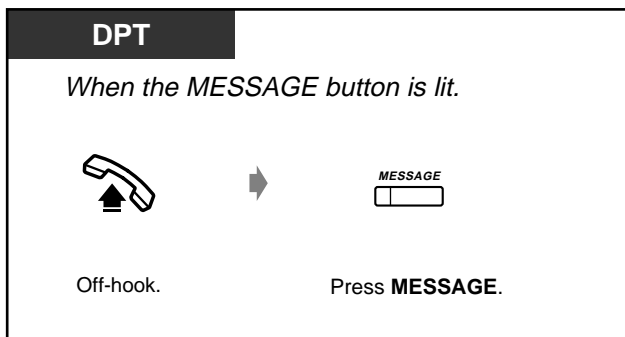 DPT
When the MESSAGE button is lit.
MESSAGE
Off-hook.
Press MESSAGE.